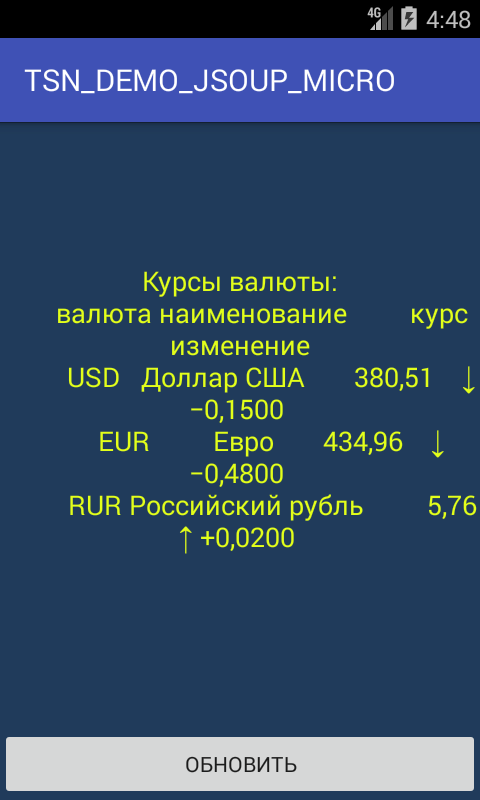 4G 4:48
TSN_DEMO_JSOUP_MICRO
Курсы валюты:
валюта наименование курс
изменение
USD Доллар США 380,51 ↓
−0,1500
EUR Евро 434,96 ↓
−0,4800
RUR Российский рубль 5,76
↑ +0,0200
ОБНОВИТЬ